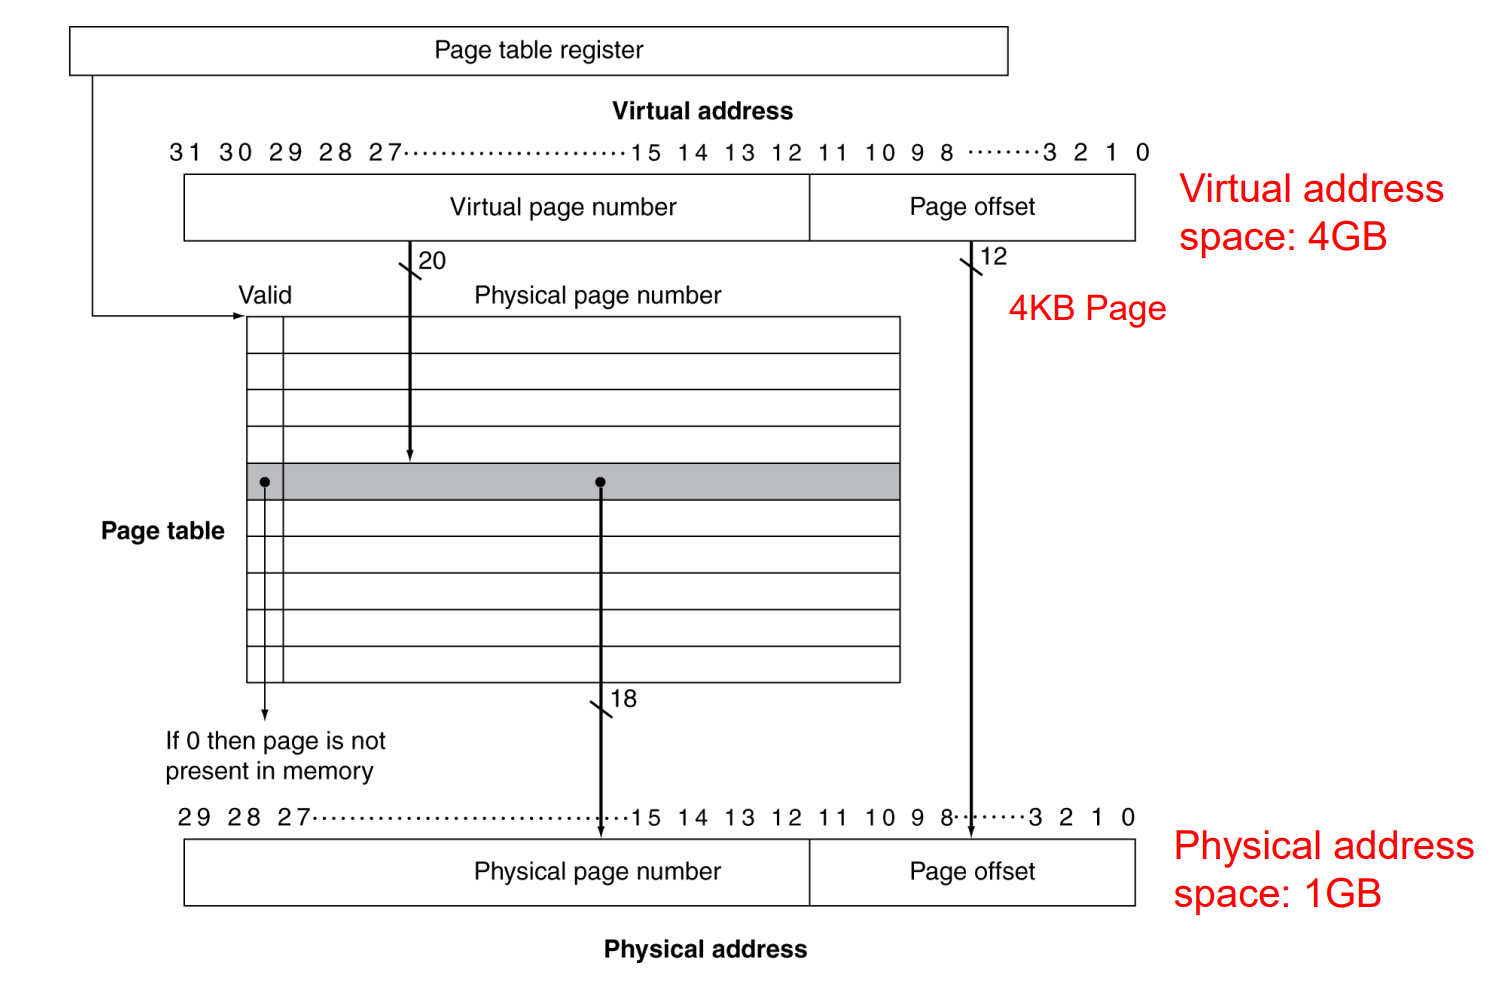 Page table register
Virtual address
31 30 29 28 27························15 14 13 12 11 10 9 8 ········3 2 1 0
Virtual page number
Page offset
Virtual address
space: 4GB
20
12
Valid
Physical page number
4KB Page
Page table
18
If 0 then page is not
present in memory
29 28 27·································15 14 13 12 11 10 9 8········3 2 1 0
Physical page number
Page offset
Physical address
space: 1GB
Physical address